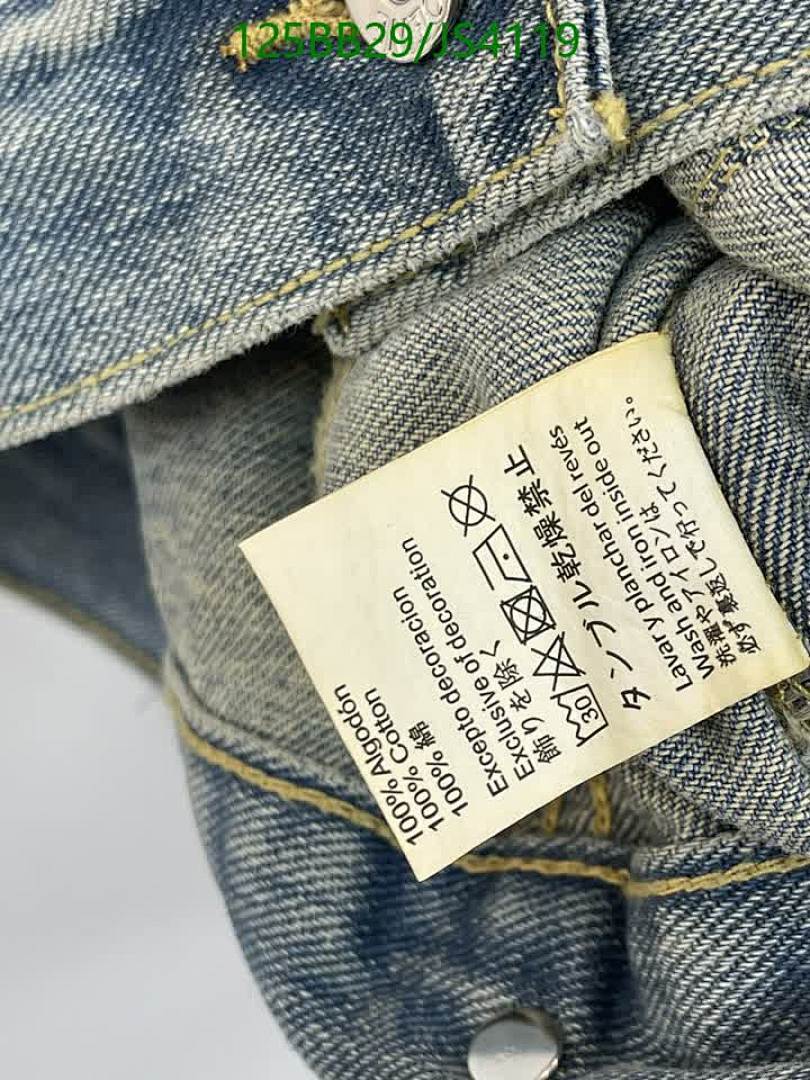 125BB29/JS4119
100% Algodón
100% Cotton
100% 綿
Excepto decoracion
Exclusive of decoration
飾りを除く
30
タンブル乾燥禁止
Lavar y planchar del revés
Wash and iron inside out
洗濯やアイロンは
必ず裏返しで行ってください。